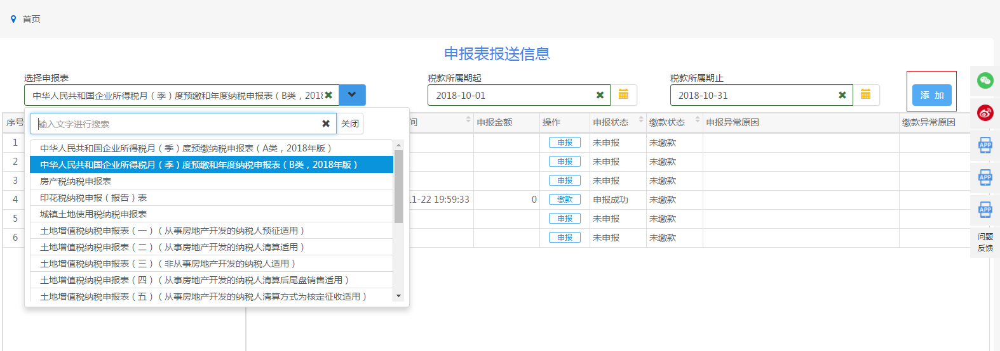 首页
申报表报送信息
选择申报表
税款所属期起
税款所属期止
中华人民共和国企业所得税月（季）度预缴和年度纳税申报表（B类，2018
2018-10-01
2018-10-31
添 加
序号
间
申报金额
操作
申报状态
缴款状态
申报异常原因
缴款异常原因
输入文字进行搜索
关闭
1
申报
未申报
未缴款
2
申报
未申报
未缴款
3
申报
未申报
未缴款
4
11-22 19:59:33
0
缴款
申报成功
未缴款
5
申报
未申报
未缴款
6
申报
未申报
未缴款
中华人民共和国企业所得税月（季）度预缴纳税申报表（A类，2018年版）
中华人民共和国企业所得税月（季）度预缴和年度纳税申报表（B类，2018年版）
房产税纳税申报表
印花税纳税申报（报告）表
城镇土地使用税纳税申报表
土地增值税纳税申报表（一）（从事房地产开发的纳税人预征适用）
土地增值税纳税申报表（二）（从事房地产开发的纳税人清算适用）
土地增值税纳税申报表（三）（非从事房地产开发的纳税人适用）
土地增值税纳税申报表（四）（从事房地产开发的纳税人清算后尾盘销售适用）
土地增值税纳税申报表（五）（从事房地产开发的纳税人清算方式为核定征收适用）
APP
APP
APP
问题
反馈